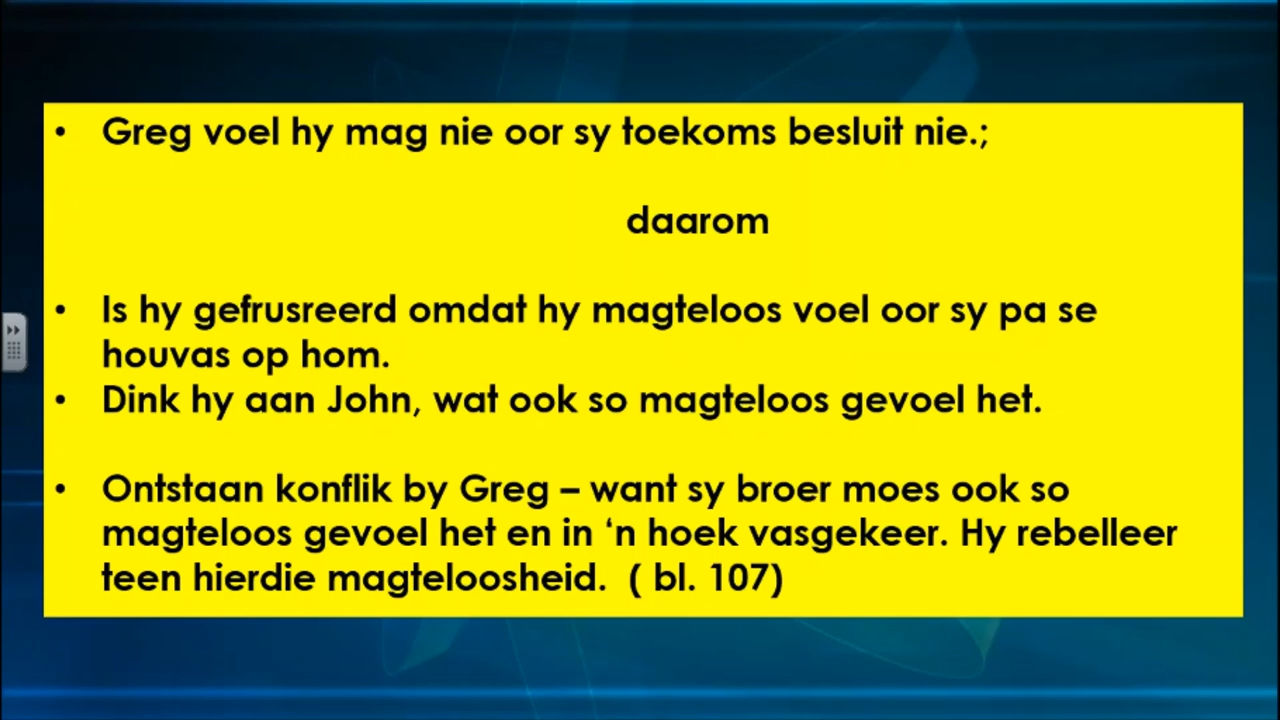 • Greg voel hy mag nie oor sy toekoms besluit nie.;
daarom
• Is hy gefrusreerd omdat hy magteloos voel oor sy pa se
houvas op hom.
• Dink hy aan John, wat ook so magteloos gevoel het.
• Ontstaan konflik by Greg – want sy broer moes ook so
magteloos gevoel het en in ‘n hoek vasgekeer. Hy rebelleer
teen hierdie magteloosheid. ( bl. 107)